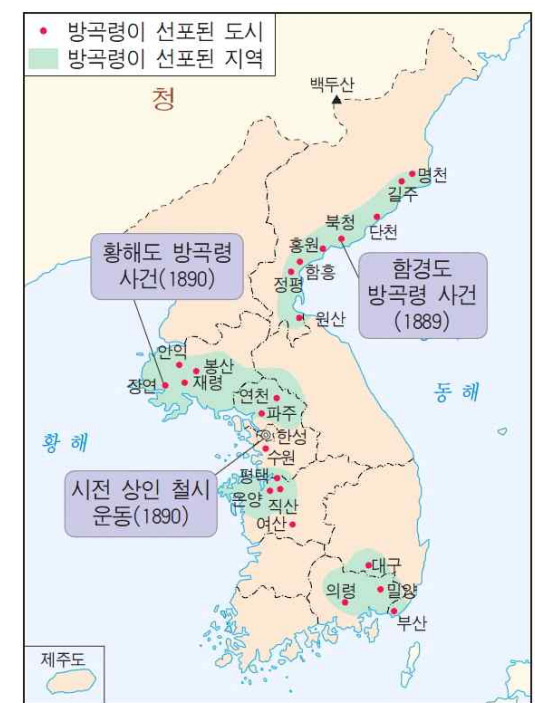 방곡령이 선포된 도시
방곡령이 선포된 지역
백두산
청
명천
길주
북청
단천
홍원
함흥
정평
원산
황해도 방곡령
사건(1890)
함경도
방곡령 사건
(1889)
안익
봉산
장연
재령
연천
파주
동해
황해
한성
수원
시전 상인 철시
운동(1890)
평택
온양
직산
여산
대구
의령
밀양
부산
제주도